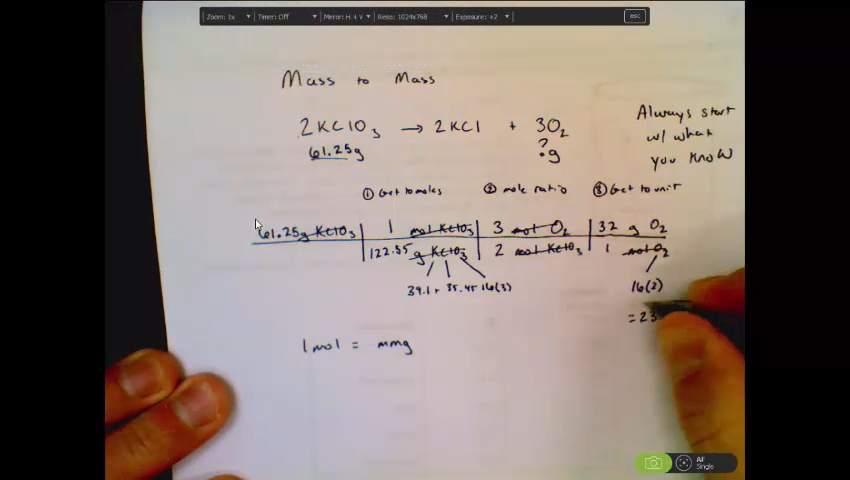 Zoom: 1x Timer: Off Mirror: H + V Reso: 1024x768 Exposure: +2 esc
Mass to Mass
2KClO3 → 2KCl + 3O2
61.25g ? g
Always start
w/ what
you know
① Get to moles ② mole ratio ③ Get to unit
61.25g KClO3 1 mol KClO3 3 mol O2 32 g O2
122.55 g KClO3 2 mol KClO3 1 mol O2
39.1 + 35.45 16(3) 16(2)
= 23
1 mol = mmg
AF
Single